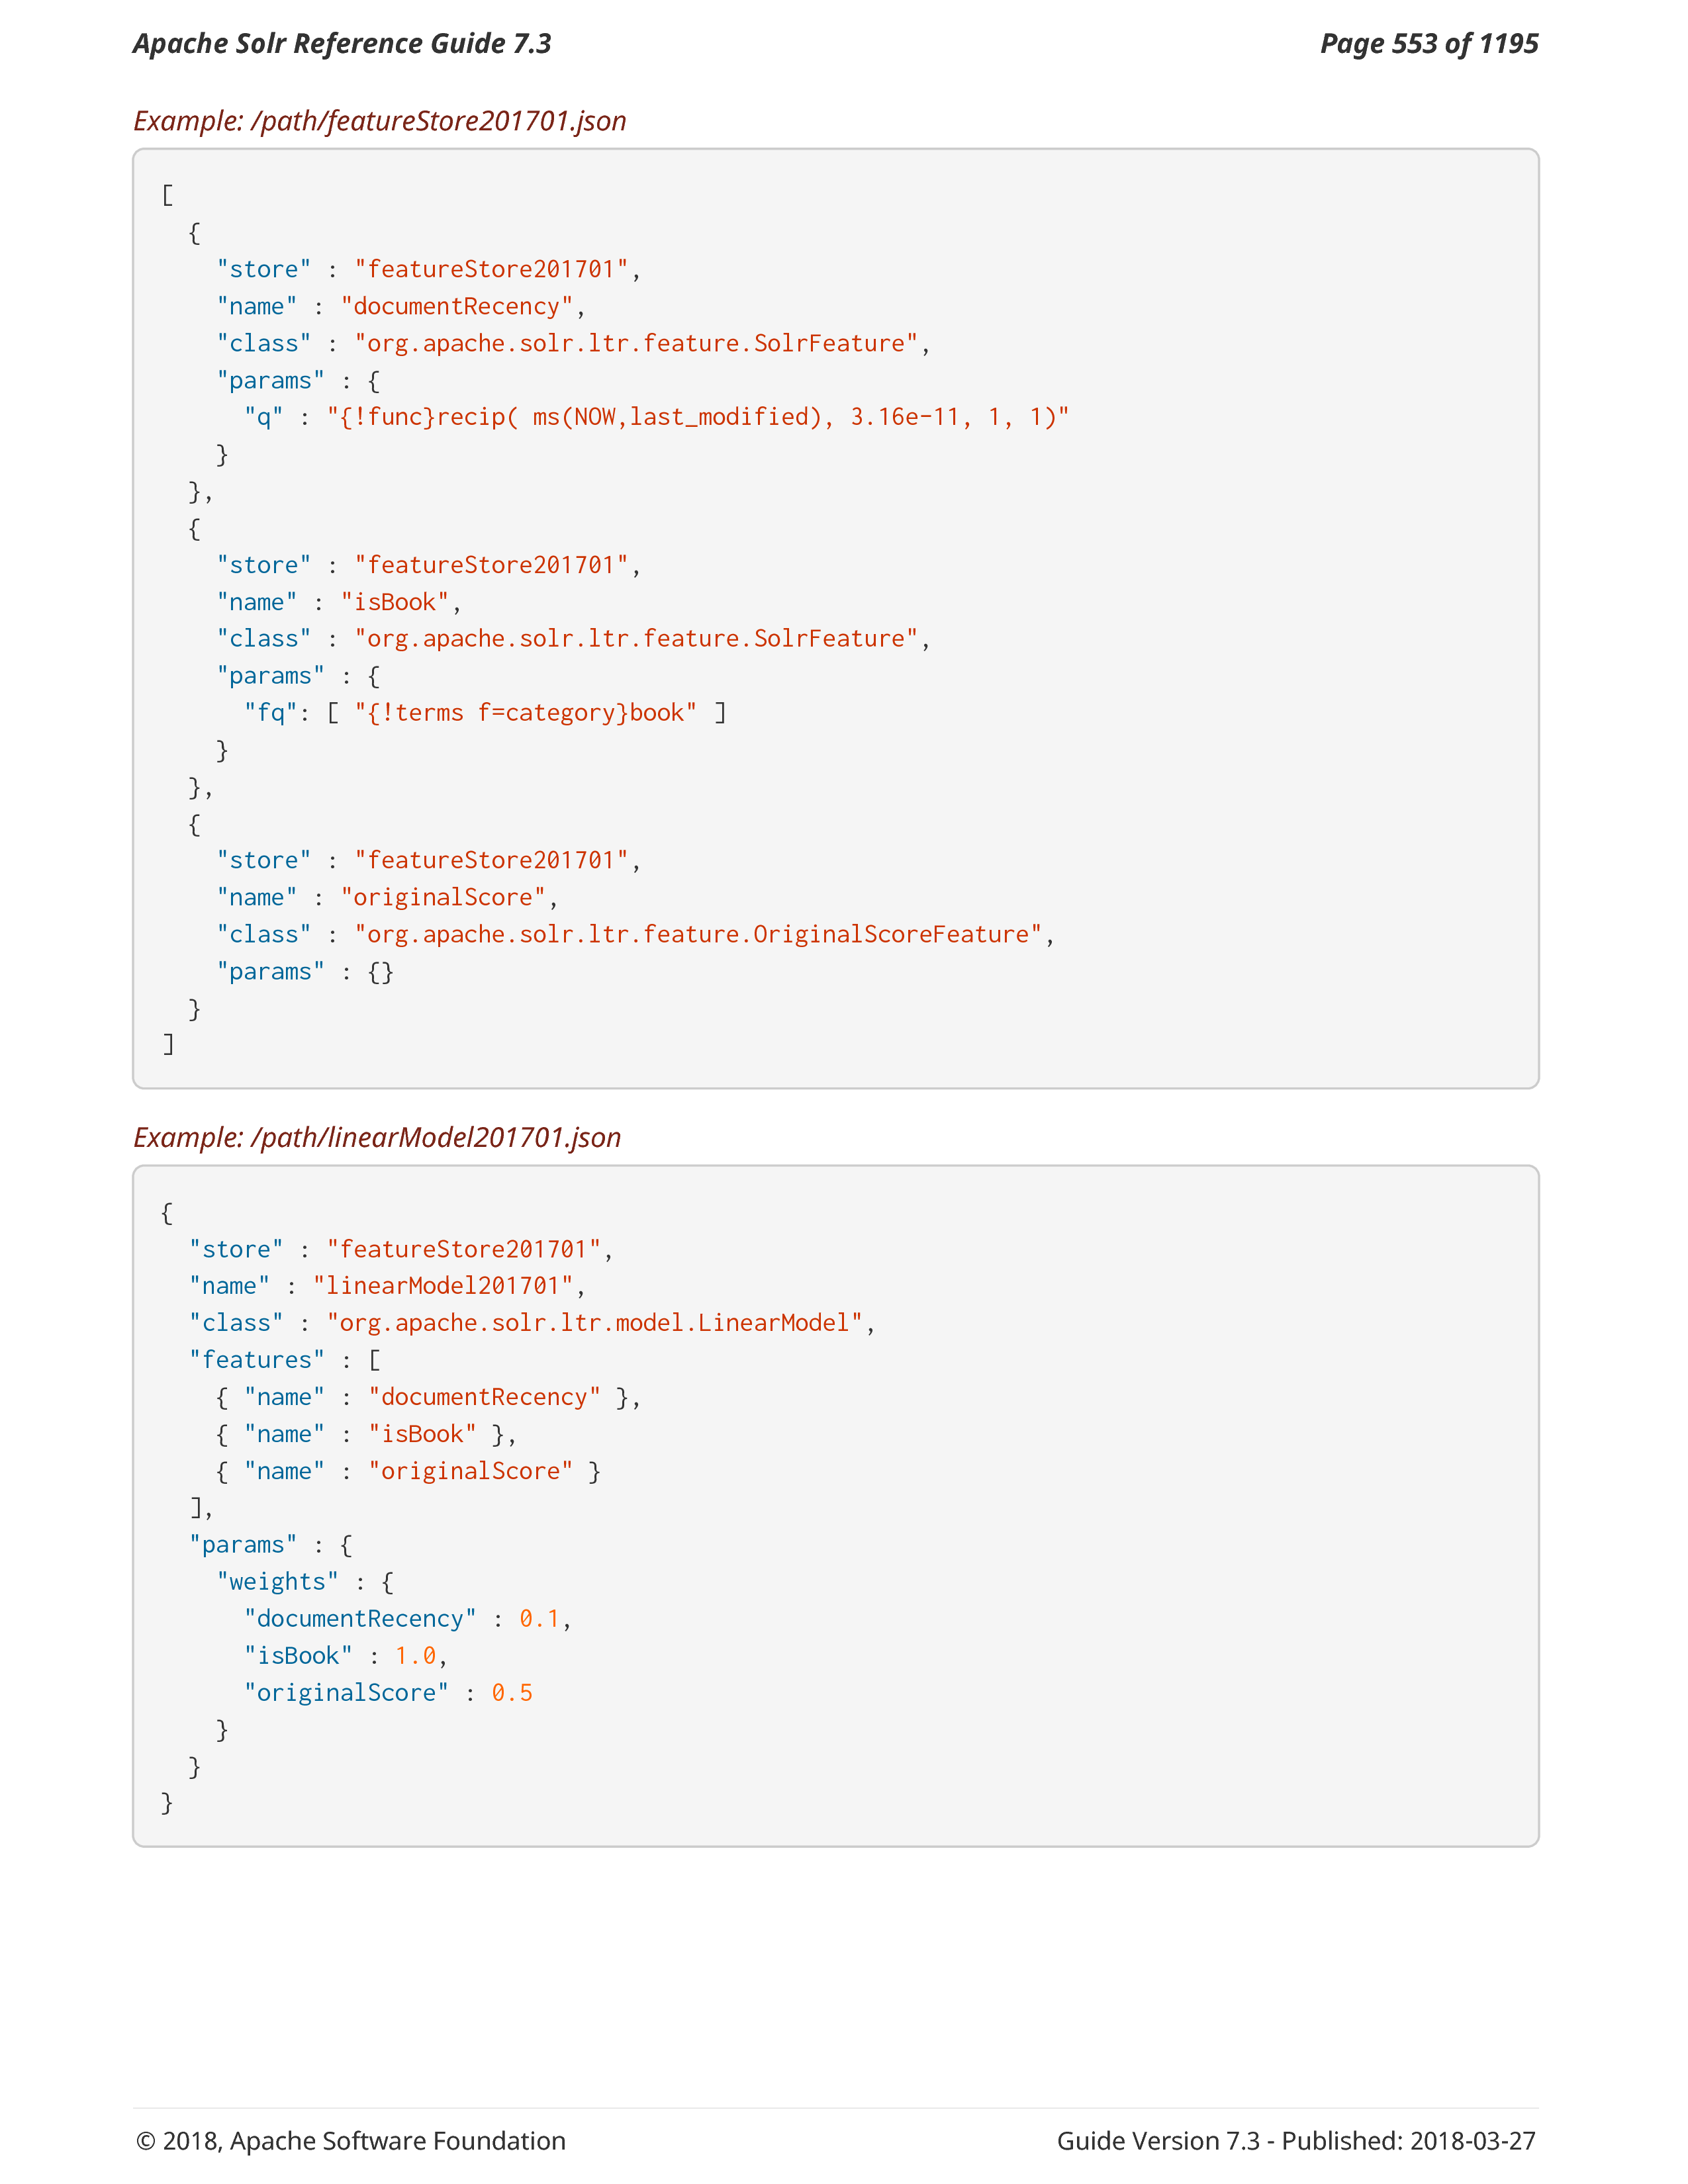 Apache Solr Reference Guide 7.3 Page 553 of 1195
Example: /path/featureStore201701.json
[
  {
    "store" : "featureStore201701",
    "name" : "documentRecency",
    "class" : "org.apache.solr.ltr.feature.SolrFeature",
    "params" : {
      "q" : "{!func}recip( ms(NOW,last_modified), 3.16e-11, 1, 1)"
    }
  },
  {
    "store" : "featureStore201701",
    "name" : "isBook",
    "class" : "org.apache.solr.ltr.feature.SolrFeature",
    "params" : {
      "fq": [ "{!terms f=category}book" ]
    }
  },
  {
    "store" : "featureStore201701",
    "name" : "originalScore",
    "class" : "org.apache.solr.ltr.feature.OriginalScoreFeature",
    "params" : {}
  }
]
Example: /path/linearModel201701.json
{
  "store" : "featureStore201701",
  "name" : "linearModel201701",
  "class" : "org.apache.solr.ltr.model.LinearModel",
  "features" : [
    { "name" : "documentRecency" },
    { "name" : "isBook" },
    { "name" : "originalScore" }
  ],
  "params" : {
    "weights" : {
      "documentRecency" : 0.1,
      "isBook" : 1.0,
      "originalScore" : 0.5
    }
  }
}
© 2018, Apache Software Foundation Guide Version 7.3 - Published: 2018-03-27